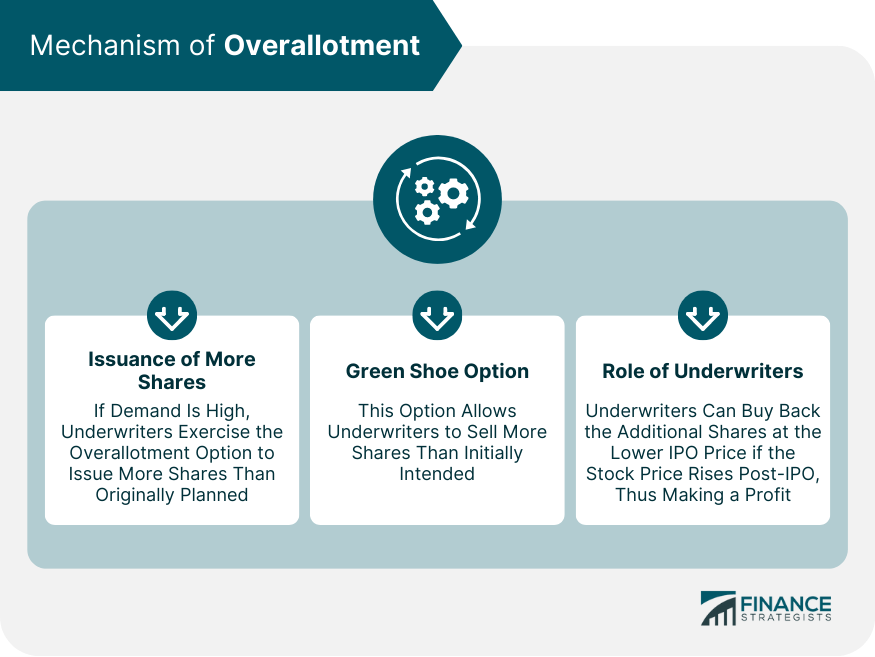 Mechanism of Overallotment
Issuance of More
Shares
If Demand Is High,
Underwriters Exercise the
Overallotment Option to
Issue More Shares Than
Originally Planned
Green Shoe Option
This Option Allows
Underwriters to Sell More
Shares Than Initially
Intended
Role of Underwriters
Underwriters Can Buy Back
the Additional Shares at the
Lower IPO Price if the
Stock Price Rises Post-IPO,
Thus Making a Profit
FINANCE
STRATEGISTS